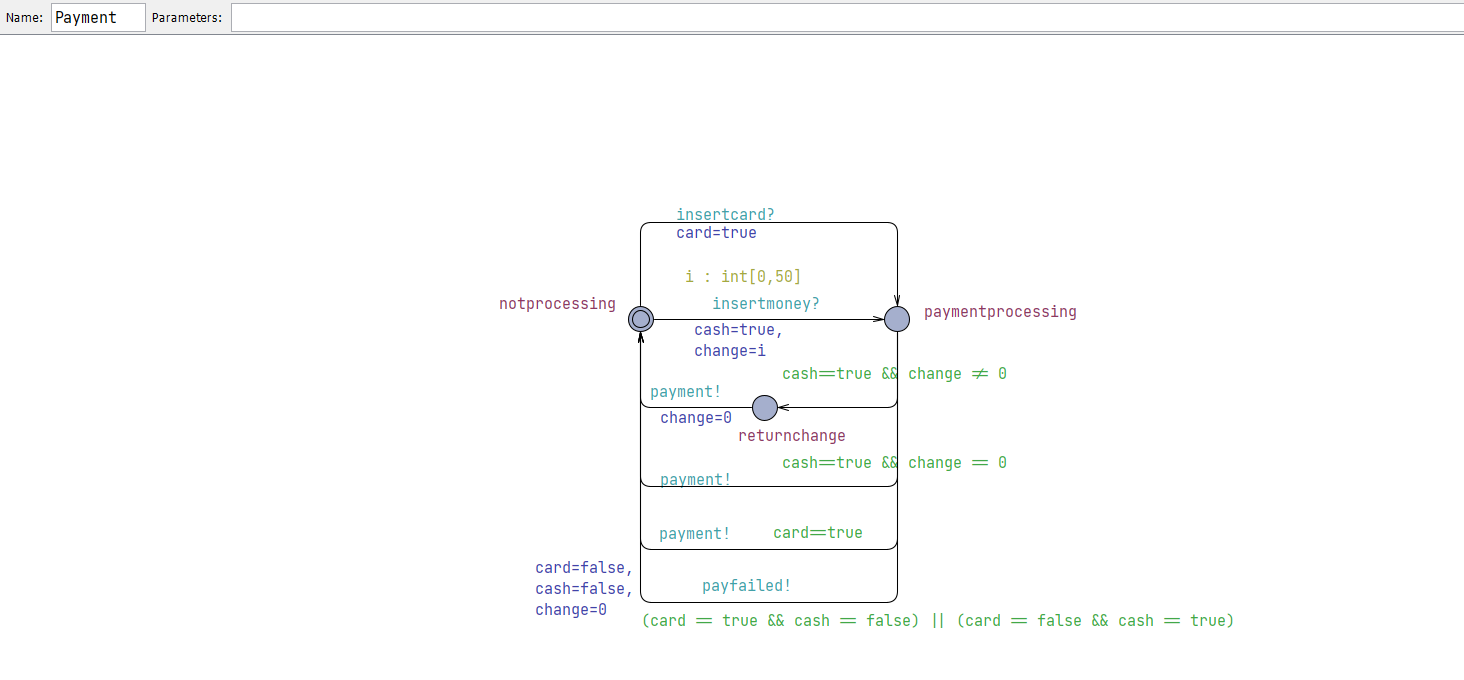 Name: Payment Parameters:
insertcard?
card=true
i : int[0,50]
notprocessing
insertmoney?
paymentprocessing
cash=true,
change=i
cash==true && change ≠ 0
payment!
change=0
returnchange
cash==true && change == 0
payment!
payment!
card==true
card=false,
cash=false,
change=0
payfailed!
(card == true && cash == false) || (card == false && cash == true)